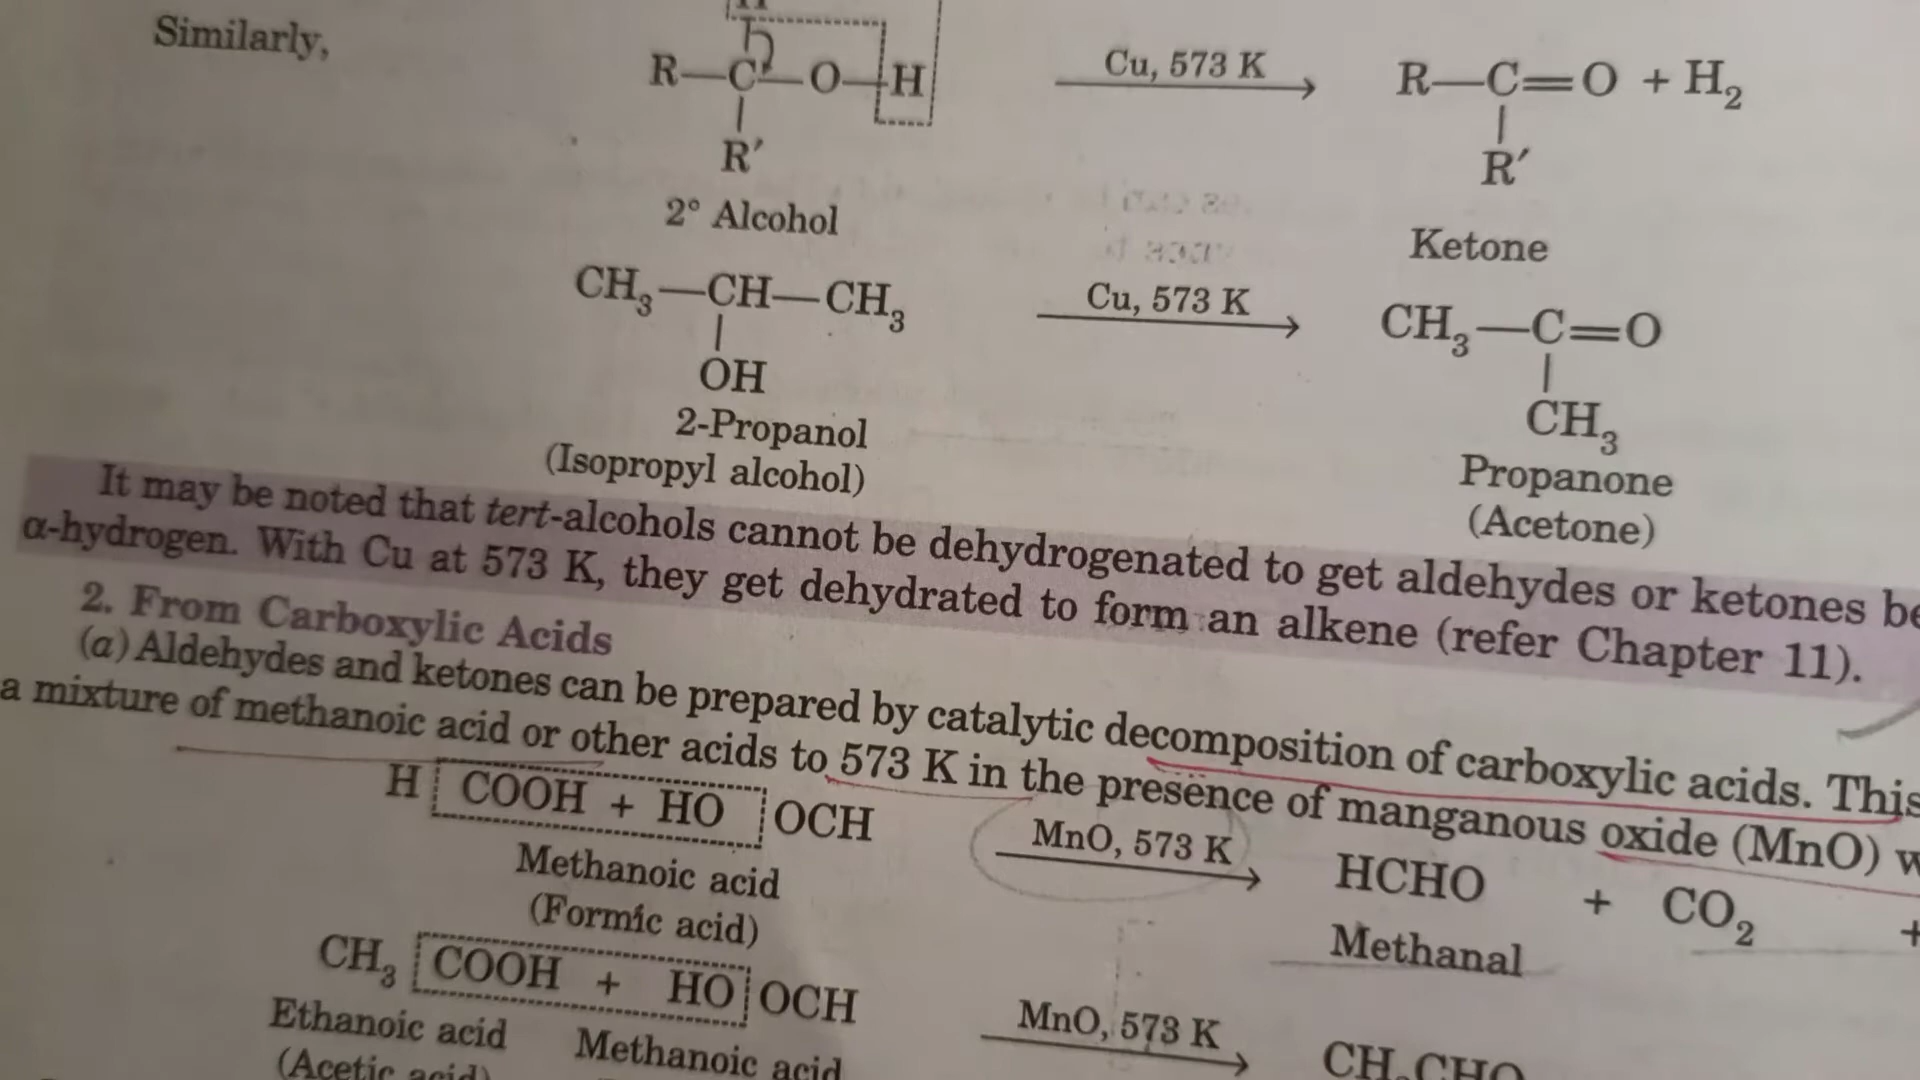 Similarly,
R—C—O—H Cu, 573 K R—C=O + H₂
R′ R′
2° Alcohol Ketone
CH₃—CH—CH₃ Cu, 573 K CH₃—C=O
OH CH₃
2-Propanol Propanone
(Isopropyl alcohol) (Acetone)
It may be noted that tert-alcohols cannot be dehydrogenated to get aldehydes or ketones
α-hydrogen. With Cu at 573 K, they get dehydrated to form an alkene (refer Chapter 11).
2. From Carboxylic Acids
(a) Aldehydes and ketones can be prepared by catalytic decomposition of carboxylic acids. This
a mixture of methanoic acid or other acids to 573 K in the presence of manganous oxide (MnO)
H COOH + HO OCH MnO, 573 K HCHO + CO₂ +
Methanoic acid Methanal
(Formic acid)
CH₃ COOH + HO OCH MnO, 573 K CH₃CHO
Ethanoic acid Methanoic acid
(Acetic acid)